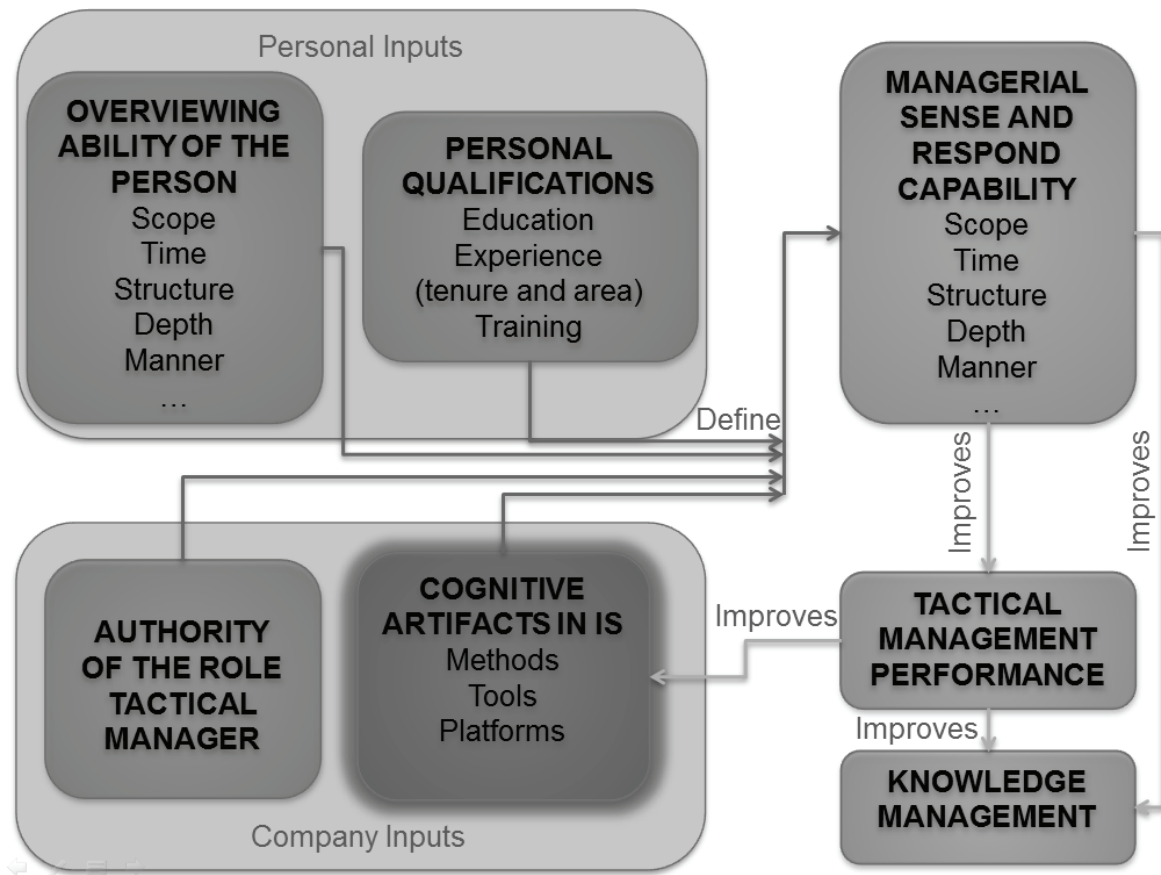 Personal Inputs
OVERVIEWING
ABILITY OF THE
PERSON
Scope
Time
Structure
Depth
Manner
…
PERSONAL
QUALIFICATIONS
Education
Experience
(tenure and area)
Training
MANAGERIAL
SENSE AND
RESPOND
CAPABILITY
Scope
Time
Structure
Depth
Manner
…
Define
Improves
Improves
AUTHORITY
OF THE ROLE
TACTICAL
MANAGER
COGNITIVE
ARTIFACTS IN IS
Methods
Tools
Platforms
Company Inputs
Improves
TACTICAL
MANAGEMENT
PERFORMANCE
Improves
KNOWLEDGE
MANAGEMENT